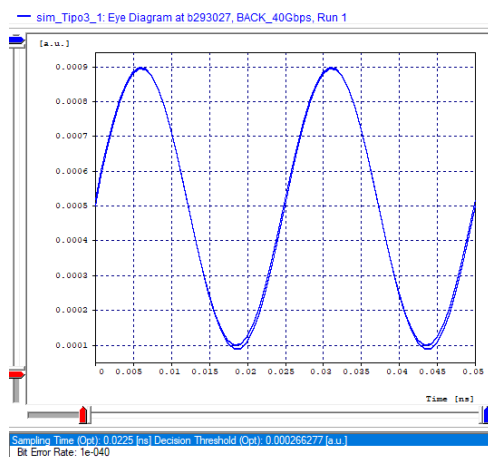 sim_Tipo3_1: Eye Diagram at b293027, BACK_40Gbps, Run 1
[a.u.]
0.0009
0.0008
0.0007
0.0006
0.0005
0.0004
0.0003
0.0002
0.0001
0 0.005 0.01 0.015 0.02 0.025 0.03 0.035 0.04 0.045 0.05
Time [ns]
Sampling Time (Opt): 0.0225 [ns] Decision Threshold (Opt): 0.000266277 [a.u.]
Bit Error Rate: 1e-040